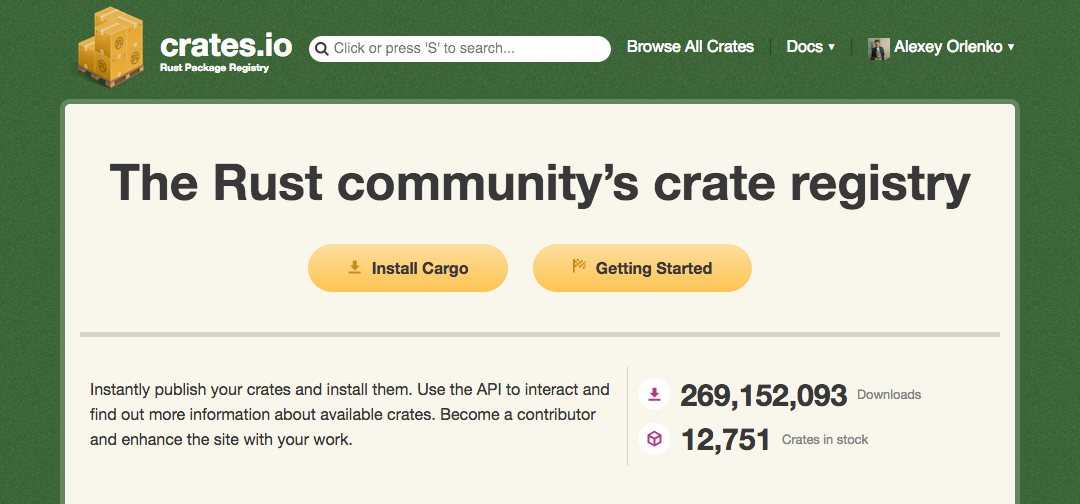 crates.io
Rust Package Registry
Click or press 'S' to search...
Browse All Crates
Docs ▾
Alexey Orlenko ▾
The Rust community’s crate registry
Install Cargo
Getting Started
Instantly publish your crates and install them. Use the API to interact and
find out more information about available crates. Become a contributor
and enhance the site with your work.
269,152,093 Downloads
12,751 Crates in stock